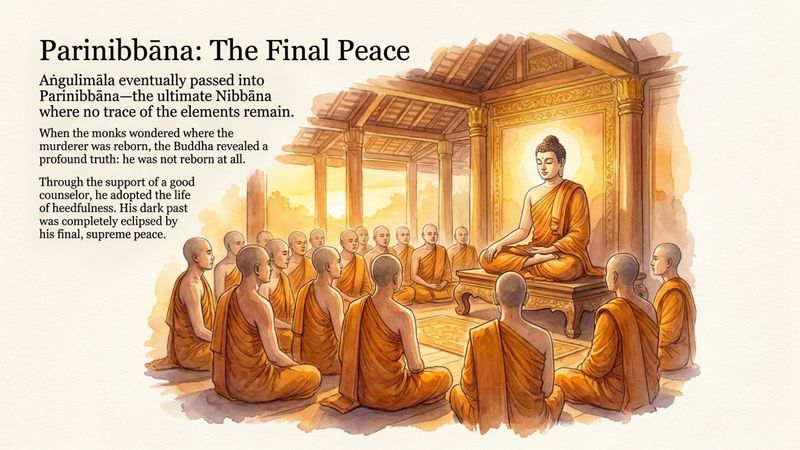 Parinibbāna: The Final Peace
Aṅgulimāla eventually passed into
Parinibbāna—the ultimate Nibbāna
where no trace of the elements remain.
When the monks wondered where the
murderer was reborn, the Buddha revealed a
profound truth: he was not reborn at all.
Through the support of a good
counselor, he adopted the life
of heedfulness. His dark past
was completely eclipsed by
his final, supreme peace.